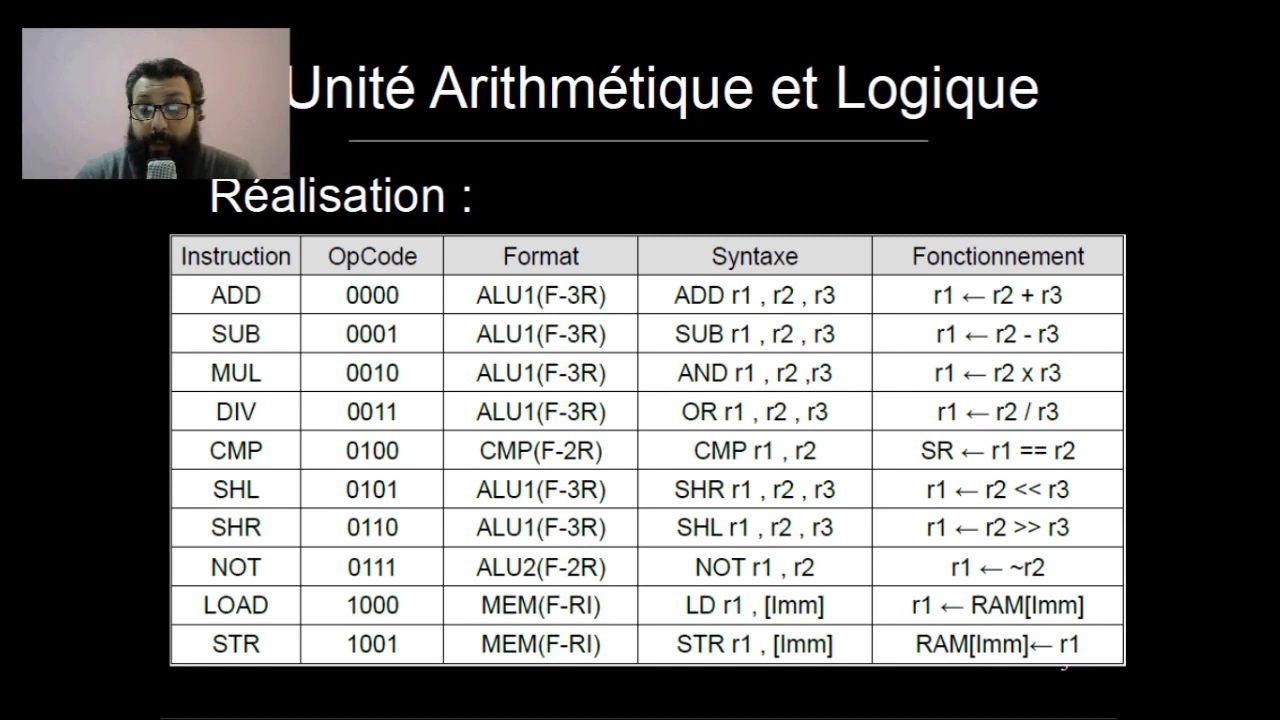 Unité Arithmétique et Logique
Réalisation :
Instruction OpCode Format Syntaxe Fonctionnement
ADD 0000 ALU1(F-3R) ADD r1 , r2 , r3 r1 ← r2 + r3
SUB 0001 ALU1(F-3R) SUB r1 , r2 , r3 r1 ← r2 - r3
MUL 0010 ALU1(F-3R) AND r1 , r2 ,r3 r1 ← r2 x r3
DIV 0011 ALU1(F-3R) OR r1 , r2 , r3 r1 ← r2 / r3
CMP 0100 CMP(F-2R) CMP r1 , r2 SR ← r1 == r2
SHL 0101 ALU1(F-3R) SHR r1 , r2 , r3 r1 ← r2 << r3
SHR 0110 ALU1(F-3R) SHL r1 , r2 , r3 r1 ← r2 >> r3
NOT 0111 ALU2(F-2R) NOT r1 , r2 r1 ← ~r2
LOAD 1000 MEM(F-RI) LD r1 , [Imm] r1 ← RAM[Imm]
STR 1001 MEM(F-RI) STR r1 , [Imm] RAM[Imm]← r1